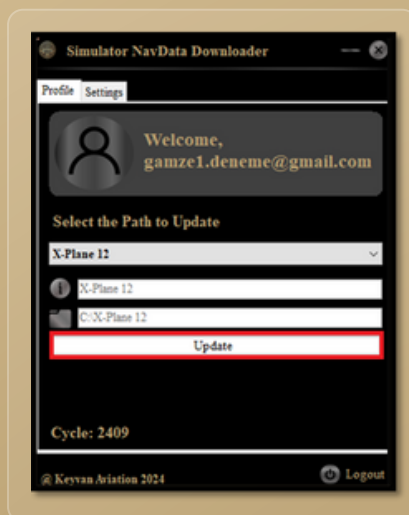 Simulator NavData Downloader
Profile Settings
Welcome,
gamze1.deneme@gmail.com
Select the Path to Update
X-Plane 12
X-Plane 12
C:\X-Plane 12
Update
Cycle: 2409
@ Keyvan Aviation 2024 Logout